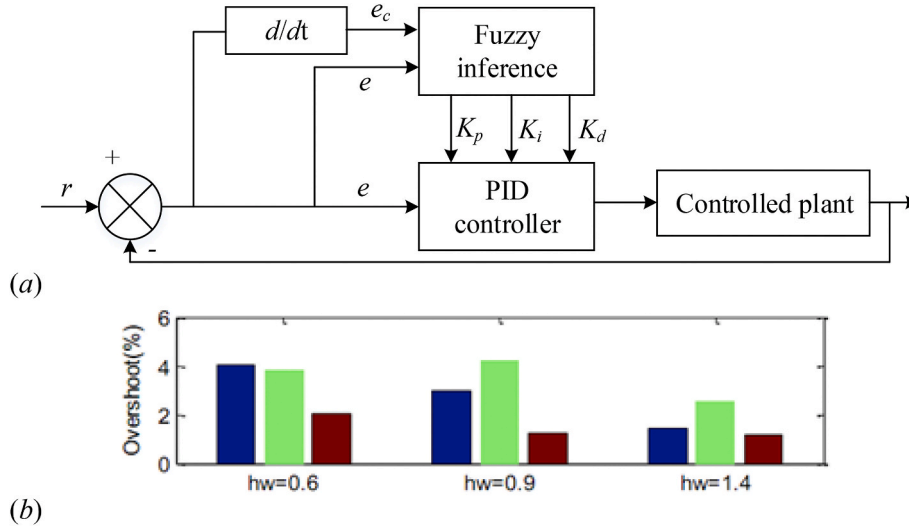 d/dt
e_c
Fuzzy
inference
e
K_p
K_i
K_d
+
r
e
PID
controller
Controlled plant
-
(a)
6
4
2
0
Overshoot(%)
hw=0.6
hw=0.9
hw=1.4
(b)